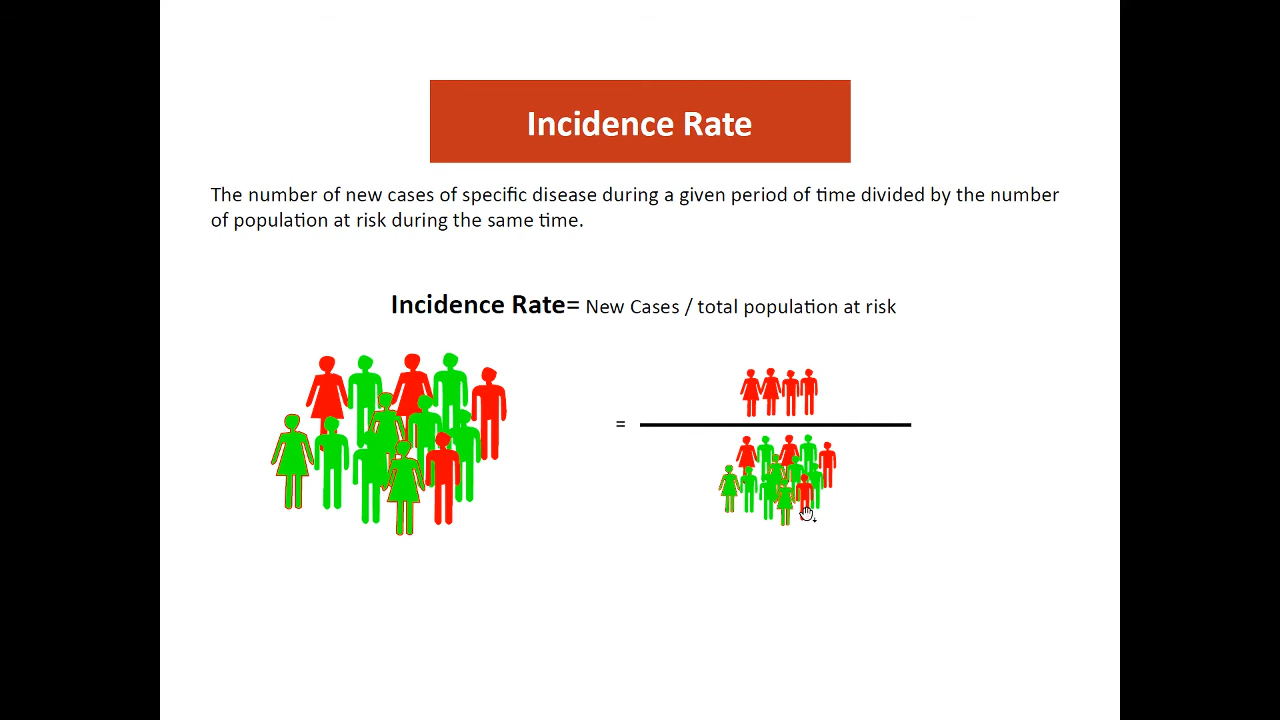 Incidence Rate
The number of new cases of specific disease during a given period of time divided by the number
of population at risk during the same time.
Incidence Rate= New Cases / total population at risk
=